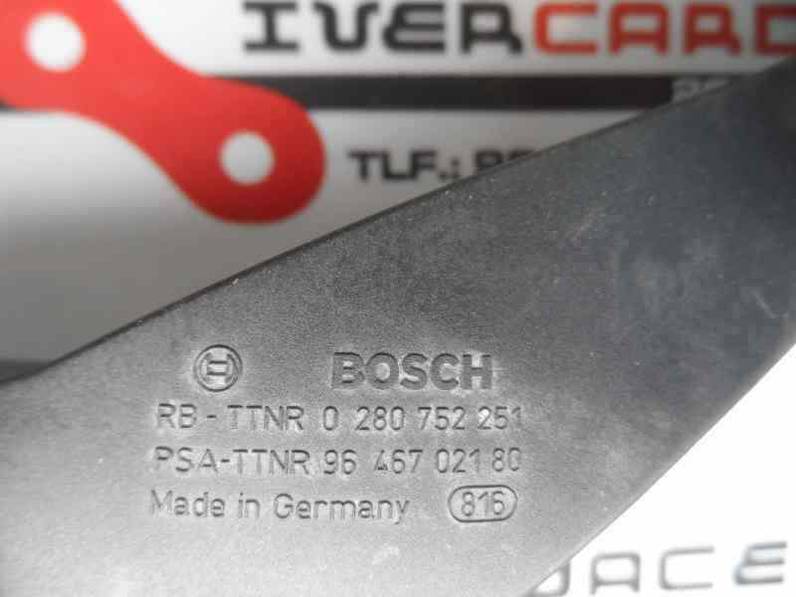 IVERCARD
TLF.:
BOSCH
RB-TTNR 0 280 752 251
PSA-TTNR 96 467 021 80
Made in Germany 816